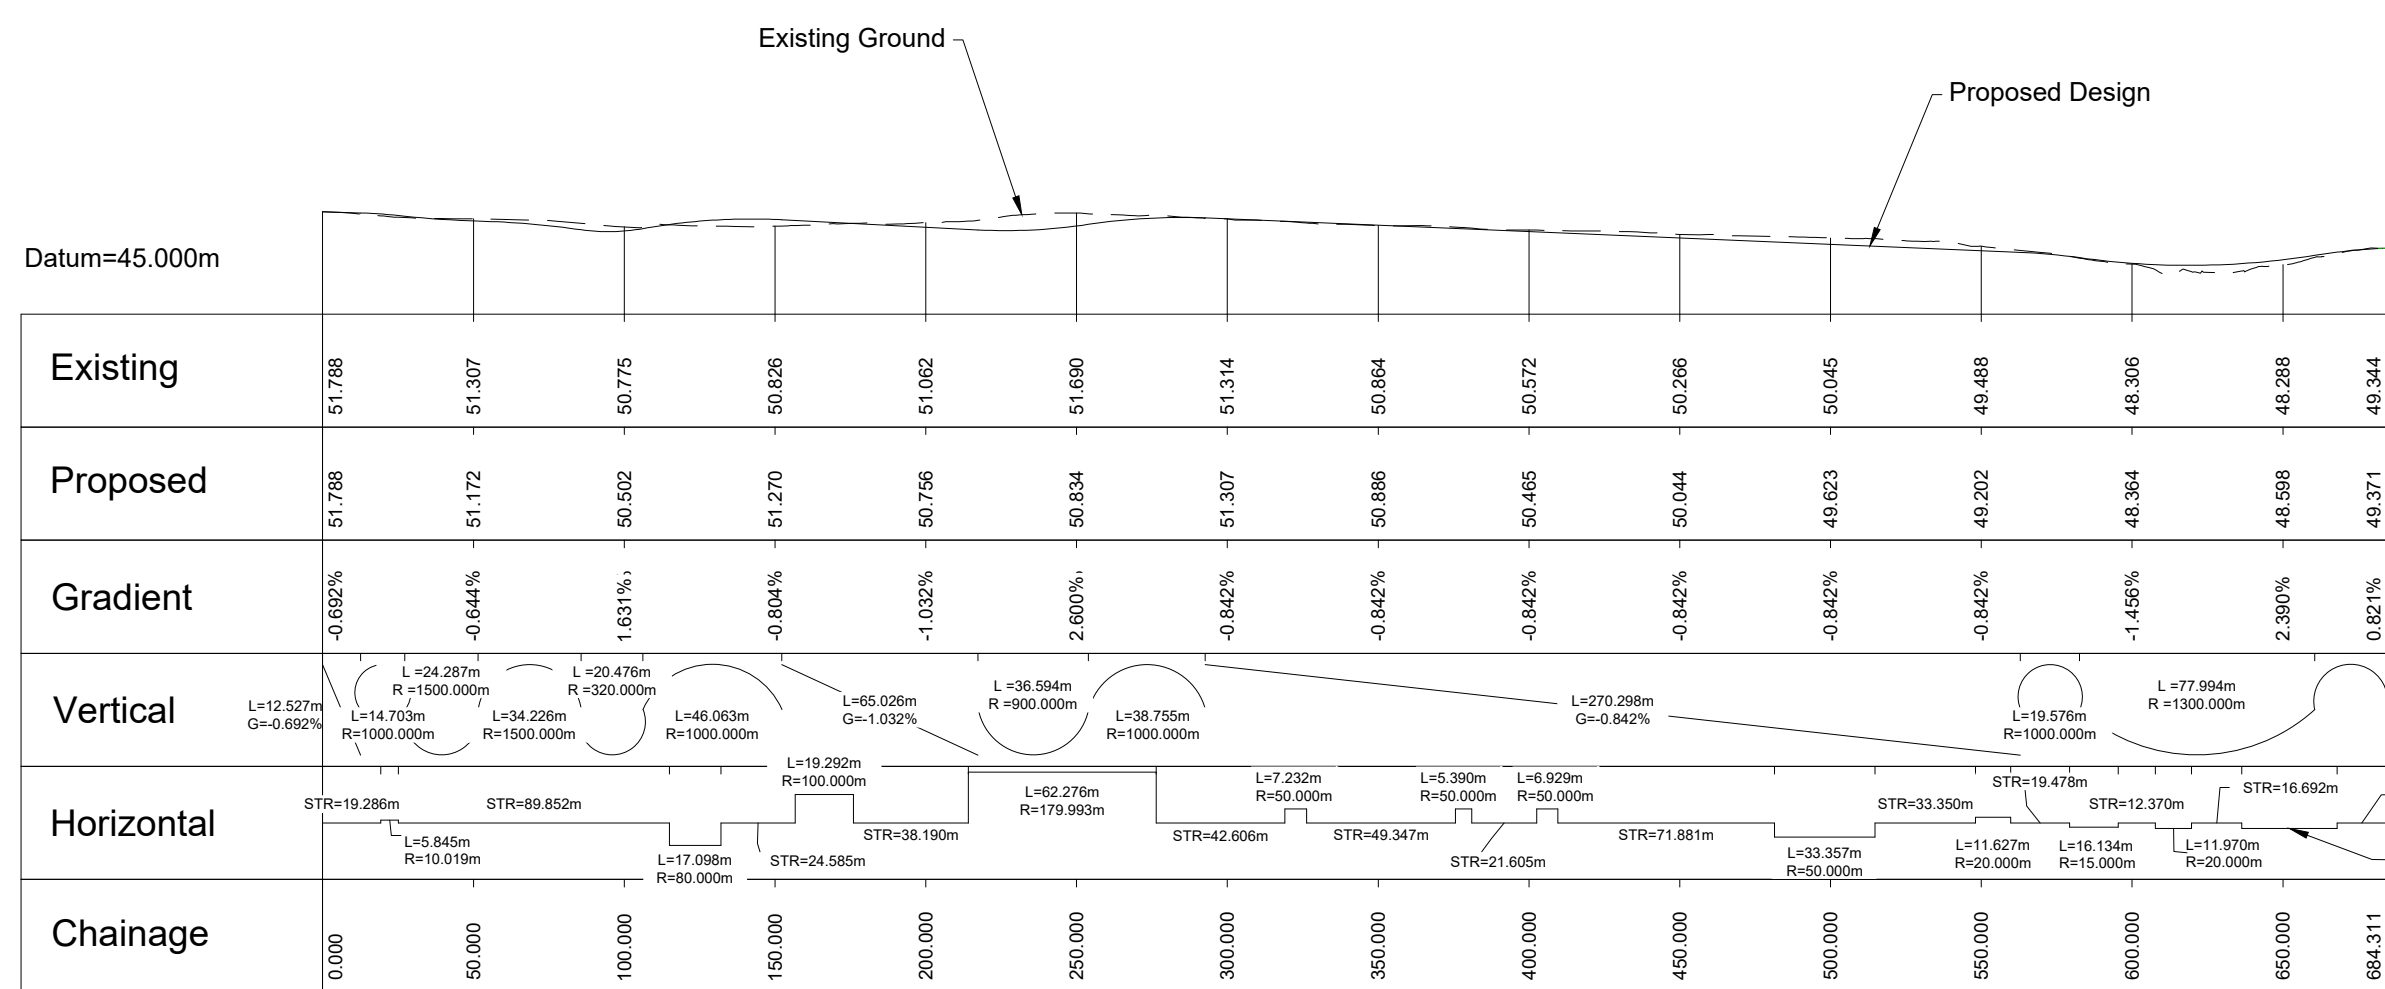 Existing Ground
Proposed Design
Datum=45.000m
Existing
51.788
51.307
50.775
50.826
51.062
51.690
51.314
50.864
50.572
50.266
50.045
49.488
48.306
48.288
49.344
Proposed
51.788
51.172
50.502
51.270
50.756
50.834
51.307
50.886
50.465
50.044
49.623
49.202
48.364
48.598
49.371
Gradient
-0.692%
-0.644%
1.631%
-0.804%
-1.032%
2.600%
-0.842%
-0.842%
-0.842%
-0.842%
-0.842%
-0.842%
-1.456%
2.390%
0.821%
Vertical
L=12.527m
G=-0.692%
L=14.703m
R=1000.000m
L =24.287m
R =1500.000m
L=34.226m
R=1500.000m
L =20.476m
R =320.000m
L=46.063m
R=1000.000m
L=65.026m
G=-1.032%
L =36.594m
R =900.000m
L=38.755m
R=1000.000m
L=270.298m
G=-0.842%
L=19.576m
R=1000.000m
L =77.994m
R =1300.000m
Horizontal
STR=19.286m
L=5.845m
R=10.019m
STR=89.852m
L=17.098m
R=80.000m
STR=24.585m
L=19.292m
R=100.000m
STR=38.190m
L=62.276m
R=179.993m
STR=42.606m
L=7.232m
R=50.000m
STR=49.347m
L=5.390m
R=50.000m
STR=21.605m
L=6.929m
R=50.000m
STR=71.881m
L=33.357m
R=50.000m
STR=33.350m
L=11.627m
R=20.000m
STR=19.478m
L=16.134m
R=15.000m
STR=12.370m
L=11.970m
R=20.000m
STR=16.692m
Chainage
0.000
50.000
100.000
150.000
200.000
250.000
300.000
350.000
400.000
450.000
500.000
550.000
600.000
650.000
684.311